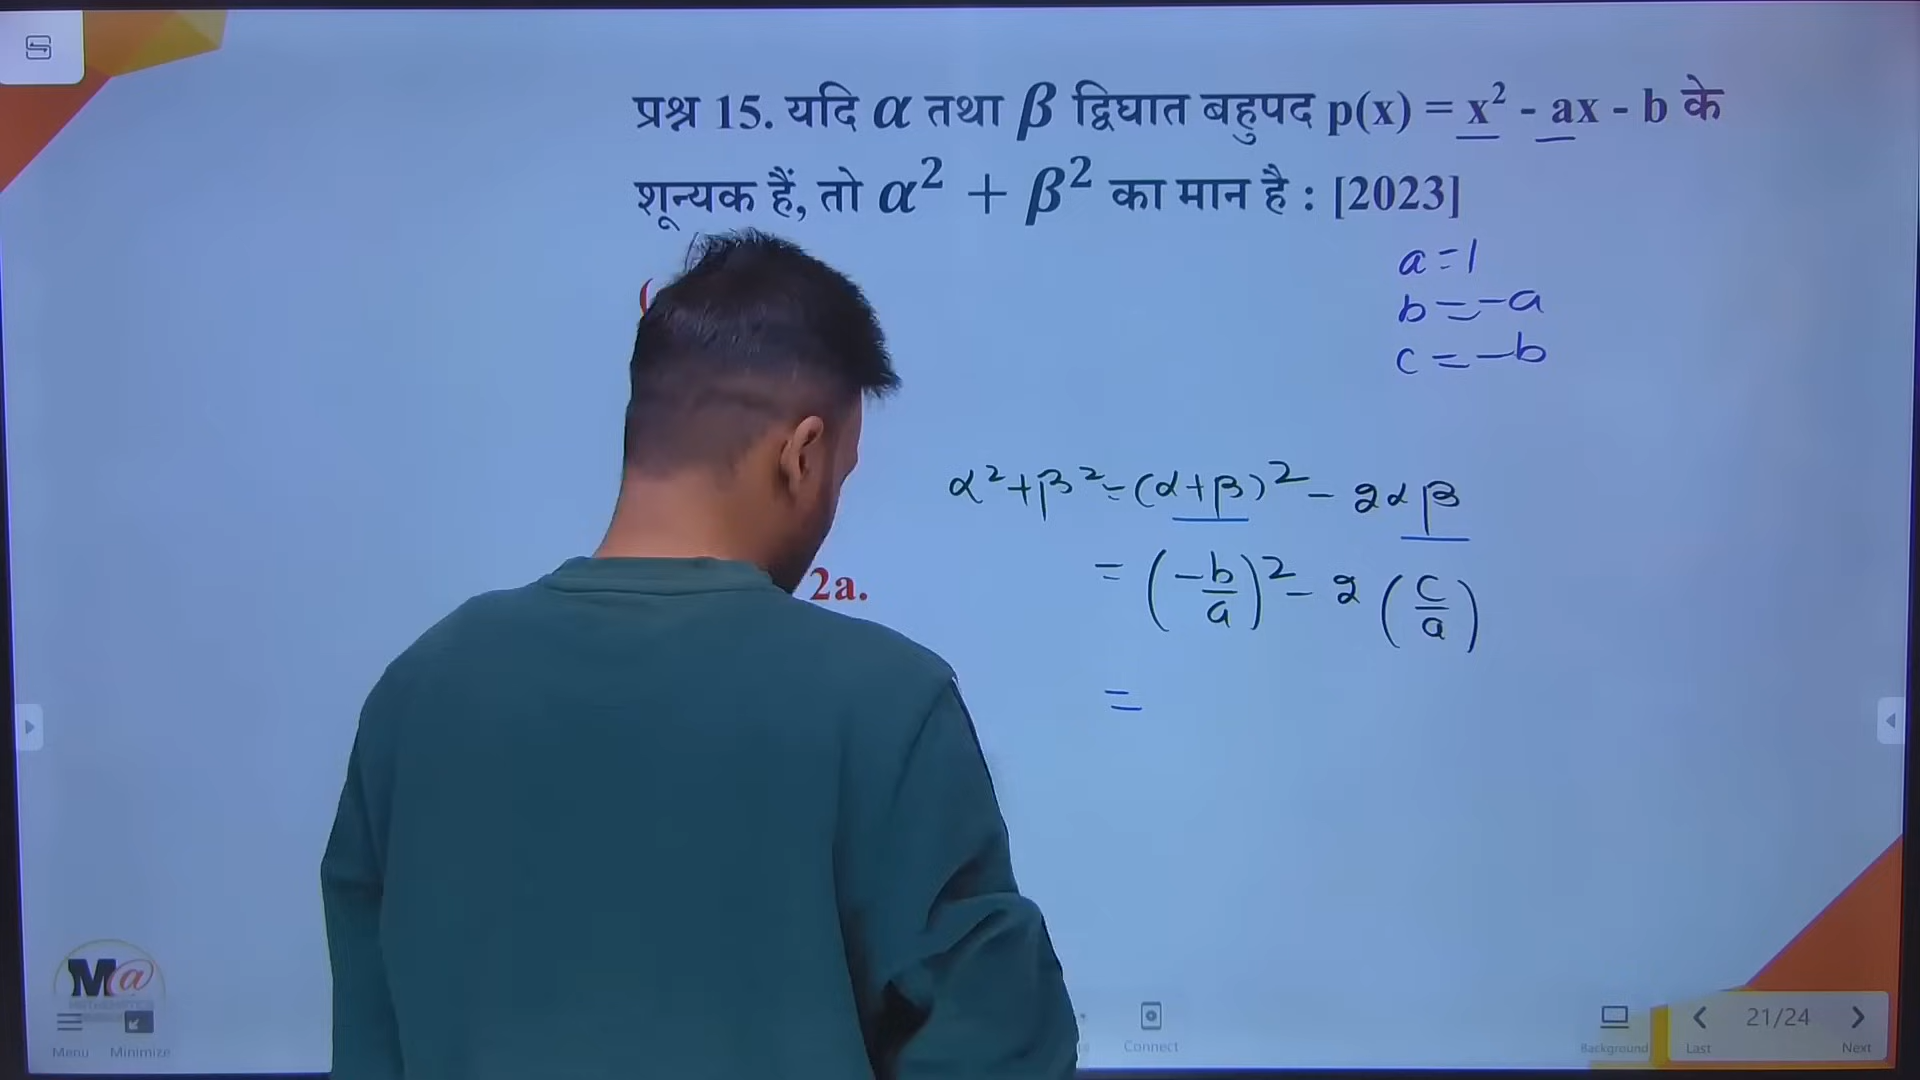 प्रश्न 15. यदि α तथा β द्विघात बहुपद p(x) = x² - ax - b के
शून्यक हैं, तो α² + β² का मान है : [2023]
a = 1
b = -a
c = -b
(
α² + β² = (α+β)² - 2αβ
= (-b/a)² - 2 (c/a)
2a.
=
M@
Menu
Minimize
Connect
Background
21/24
Last
Next